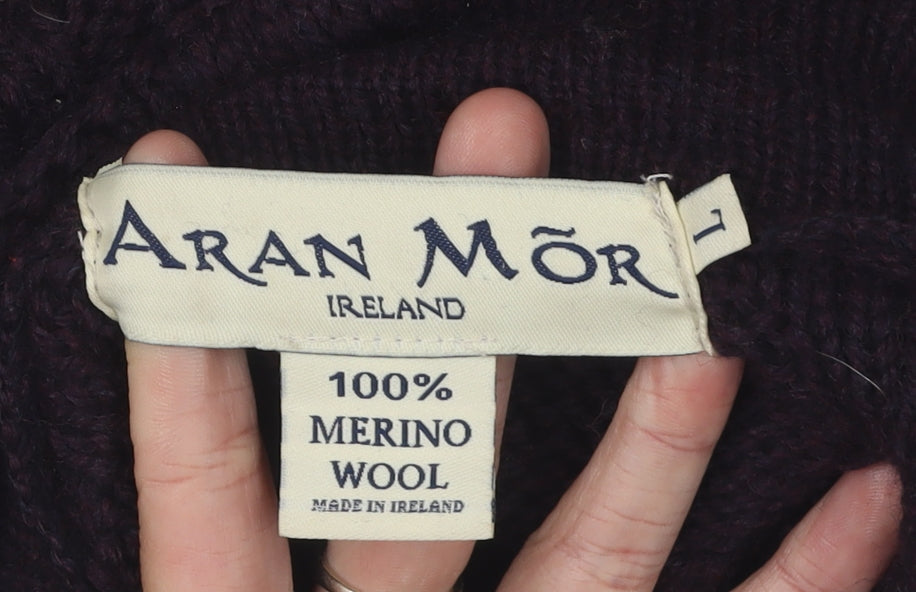 ARAN MÕR
IRELAND
L
100%
MERINO
WOOL
MADE IN IRELAND